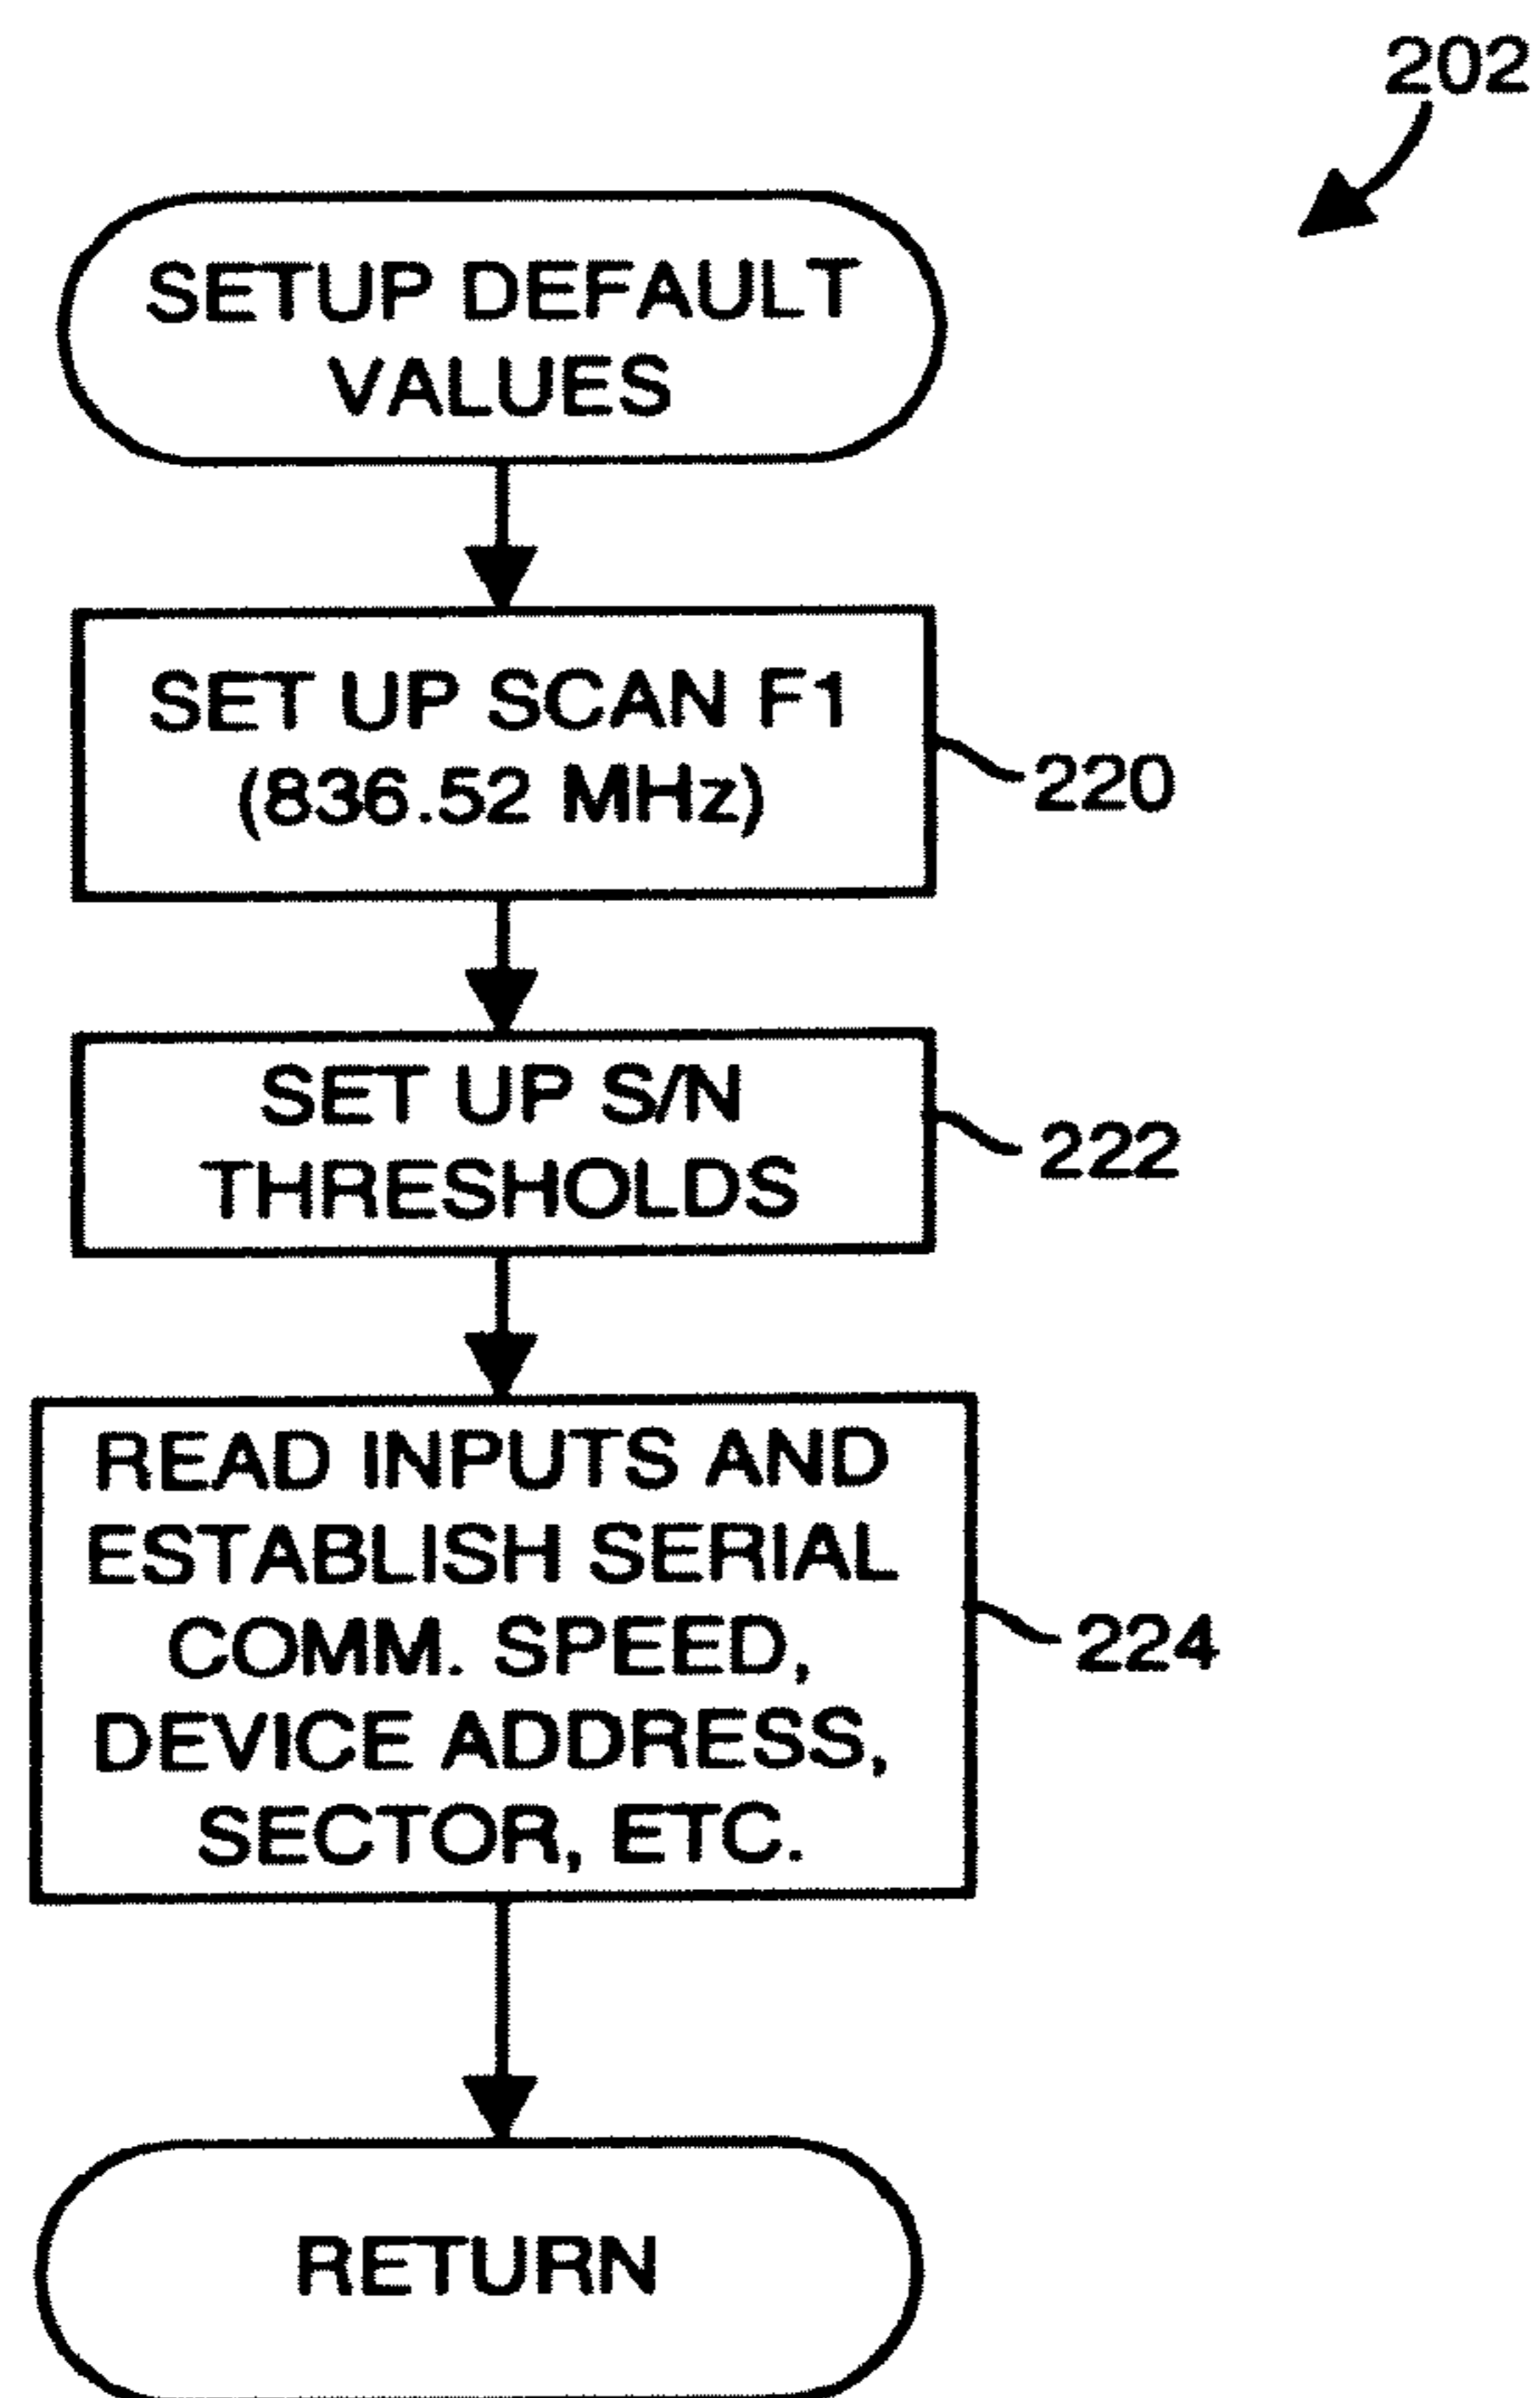 202
SETUP DEFAULT
VALUES
SET UP SCAN F1
(836.52 MHz)
220
SET UP S/N
THRESHOLDS
222
READ INPUTS AND
ESTABLISH SERIAL
COMM. SPEED,
DEVICE ADDRESS,
SECTOR, ETC.
224
RETURN